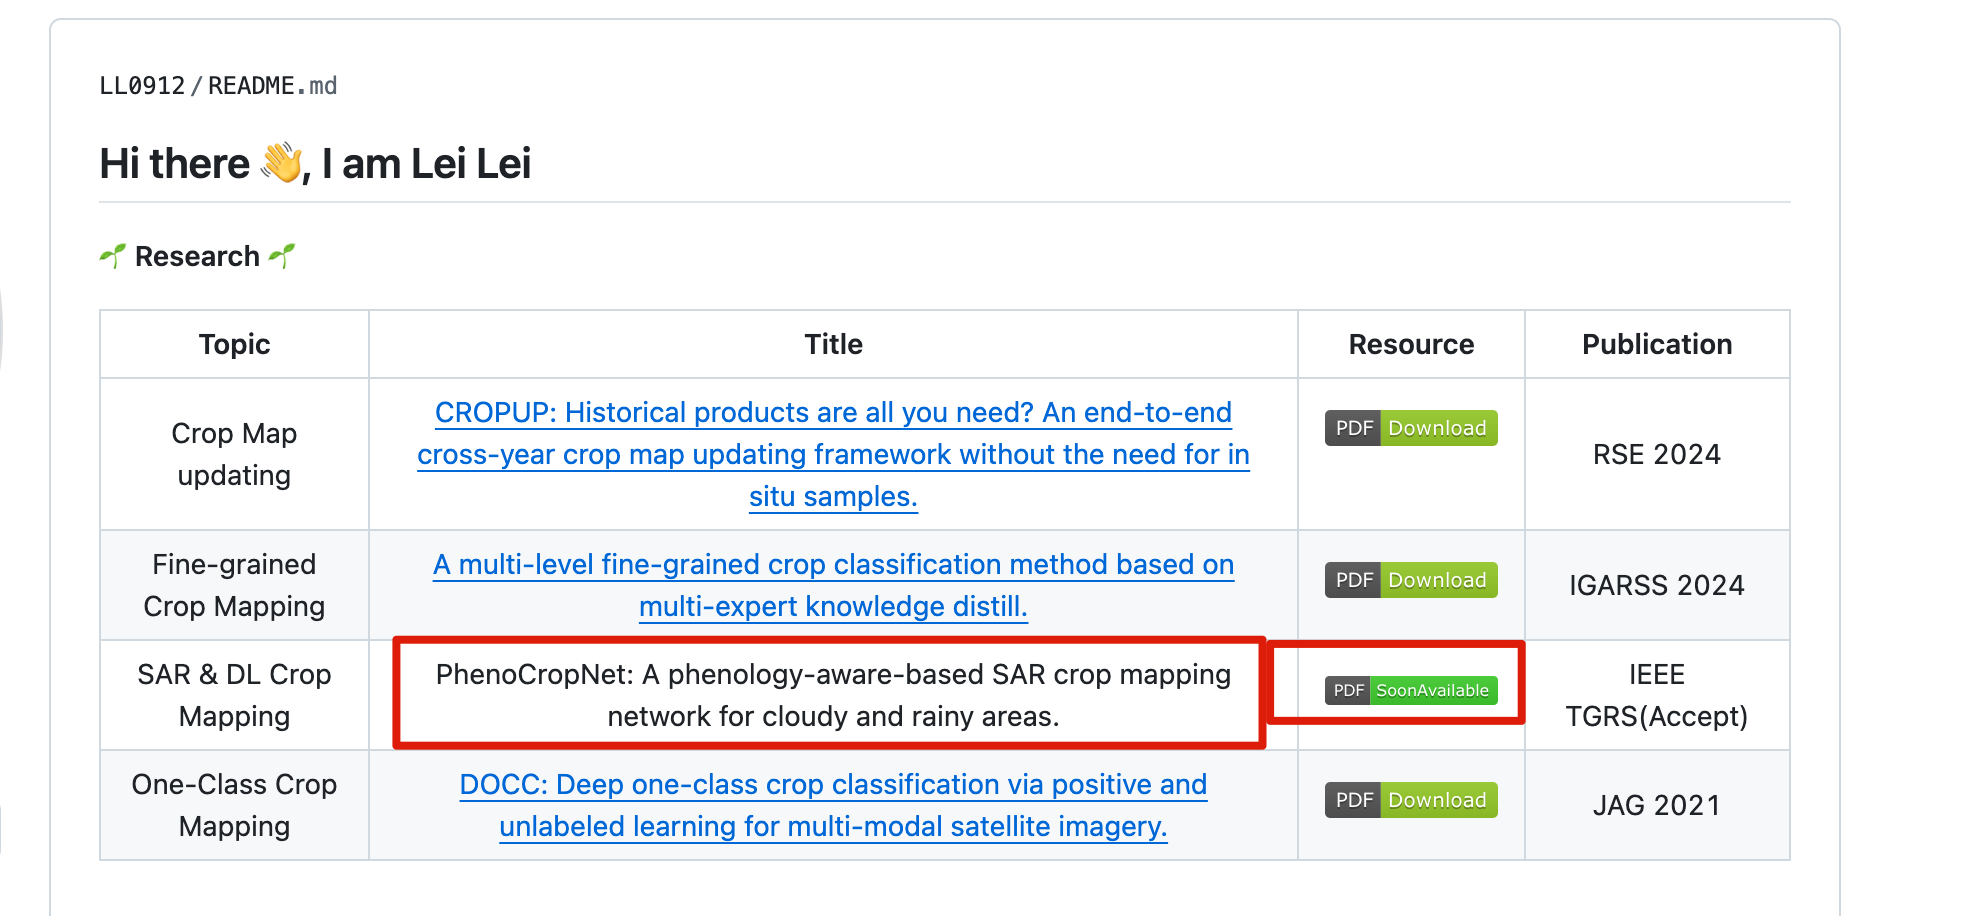 LL0912/README.md
Hi there 👋, I am Lei Lei
🌱 Research 🌱
Topic
Title
Resource
Publication
Crop Map
updating
CROPUP: Historical products are all you need? An end-to-end
cross-year crop map updating framework without the need for in
situ samples.
PDF Download
RSE 2024
Fine-grained
Crop Mapping
A multi-level fine-grained crop classification method based on
multi-expert knowledge distill.
PDF Download
IGARSS 2024
SAR & DL Crop
Mapping
PhenoCropNet: A phenology-aware-based SAR crop mapping
network for cloudy and rainy areas.
PDF SoonAvailable
IEEE
TGRS(Accept)
One-Class Crop
Mapping
DOCC: Deep one-class crop classification via positive and
unlabeled learning for multi-modal satellite imagery.
PDF Download
JAG 2021